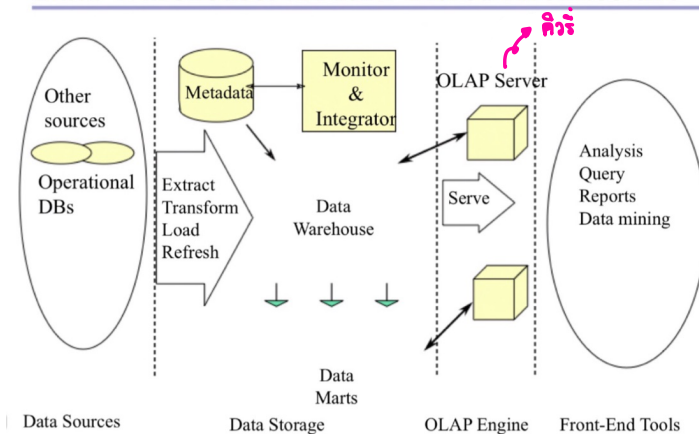 คิวรี่
OLAP Server
Monitor
&
Integrator
Metadata
Other
sources
Operational
DBs
Extract
Transform
Load
Refresh
Data
Warehouse
Serve
Analysis
Query
Reports
Data mining
Data
Marts
Data Sources
Data Storage
OLAP Engine
Front-End Tools